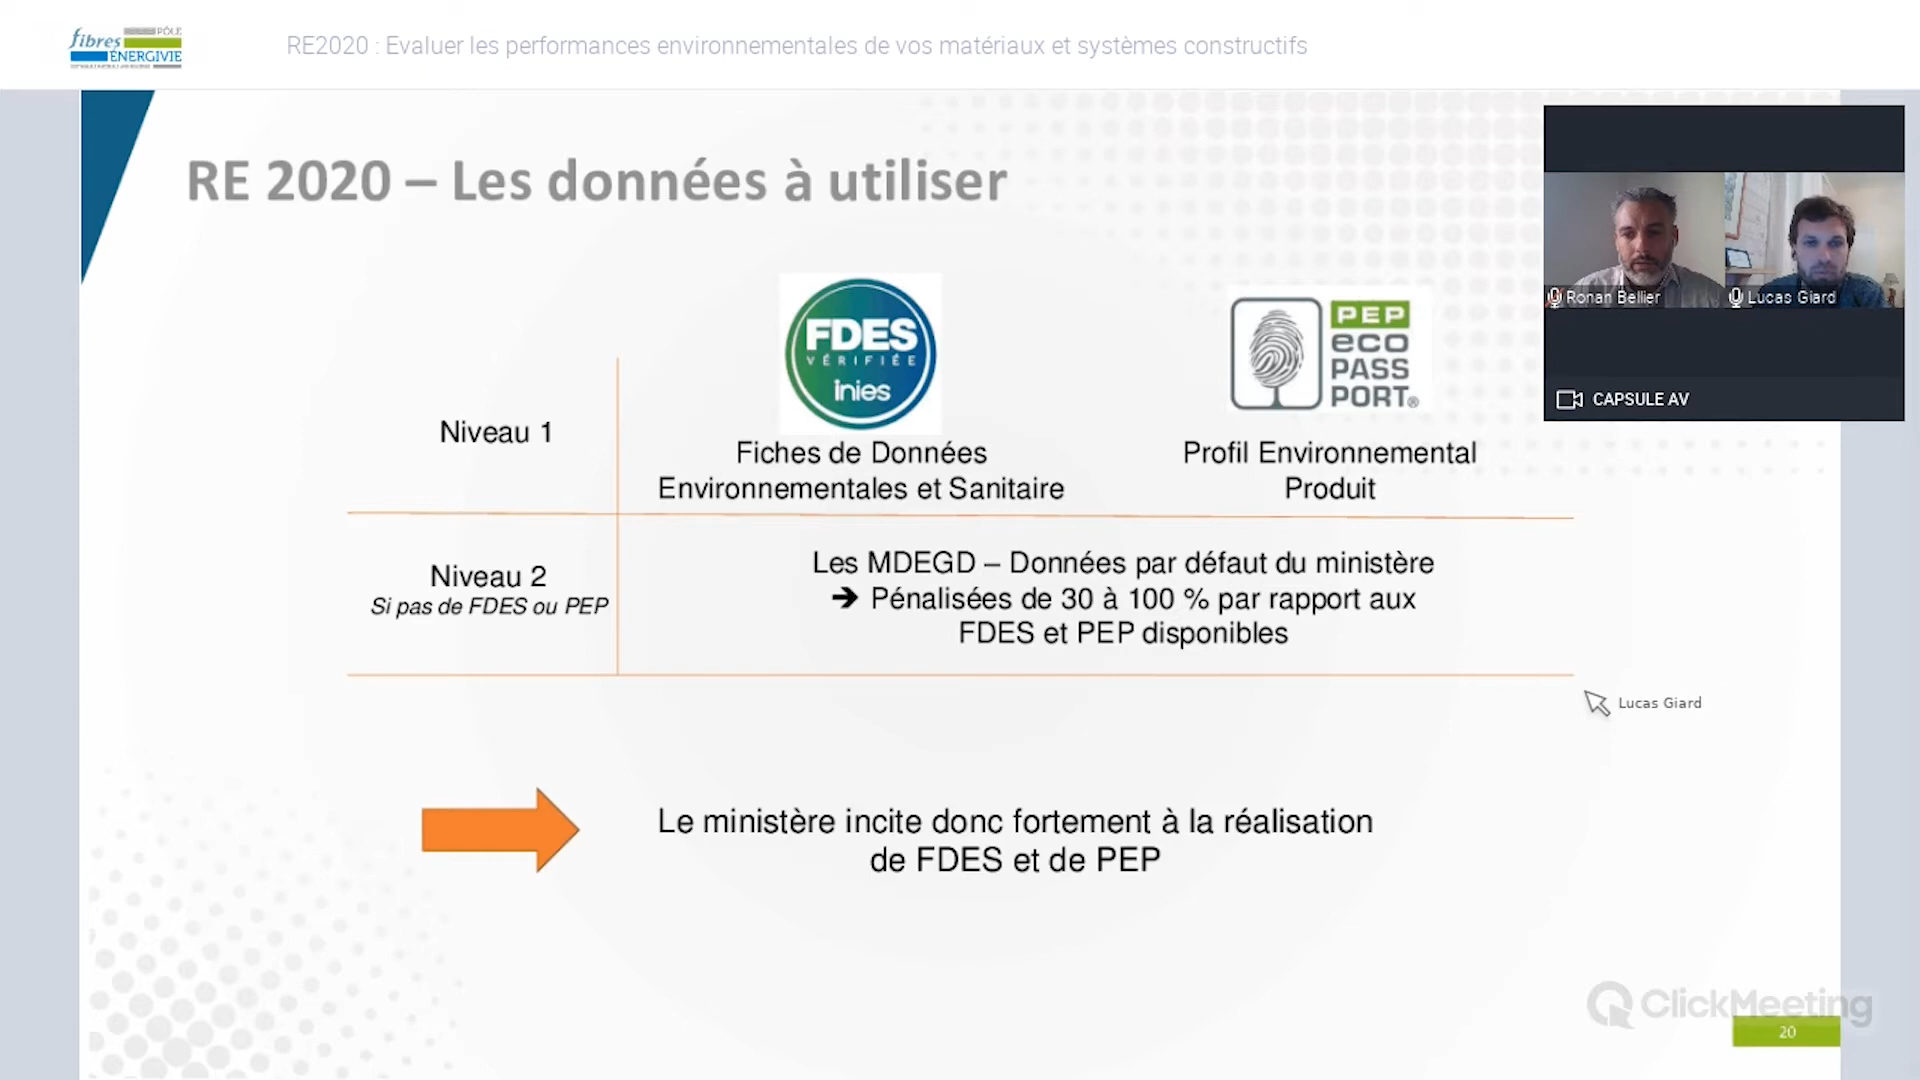 fibres
PÔLE
ÉNERGIVIE
RE2020 : Evaluer les performances environnementales de vos matériaux et systèmes constructifs
RE 2020 – Les données à utiliser
Ronan Bellier
Lucas Giard
CAPSULE AV
FDES
VÉRIFIÉE
inies
PEP
eco
PASS
PORT®
Niveau 1
Fiches de Données
Environnementales et Sanitaire
Profil Environnemental
Produit
Niveau 2
Si pas de FDES ou PEP
Les MDEGD – Données par défaut du ministère
➔ Pénalisées de 30 à 100 % par rapport aux
FDES et PEP disponibles
Lucas Giard
Le ministère incite donc fortement à la réalisation
de FDES et de PEP
ClickMeeting
20